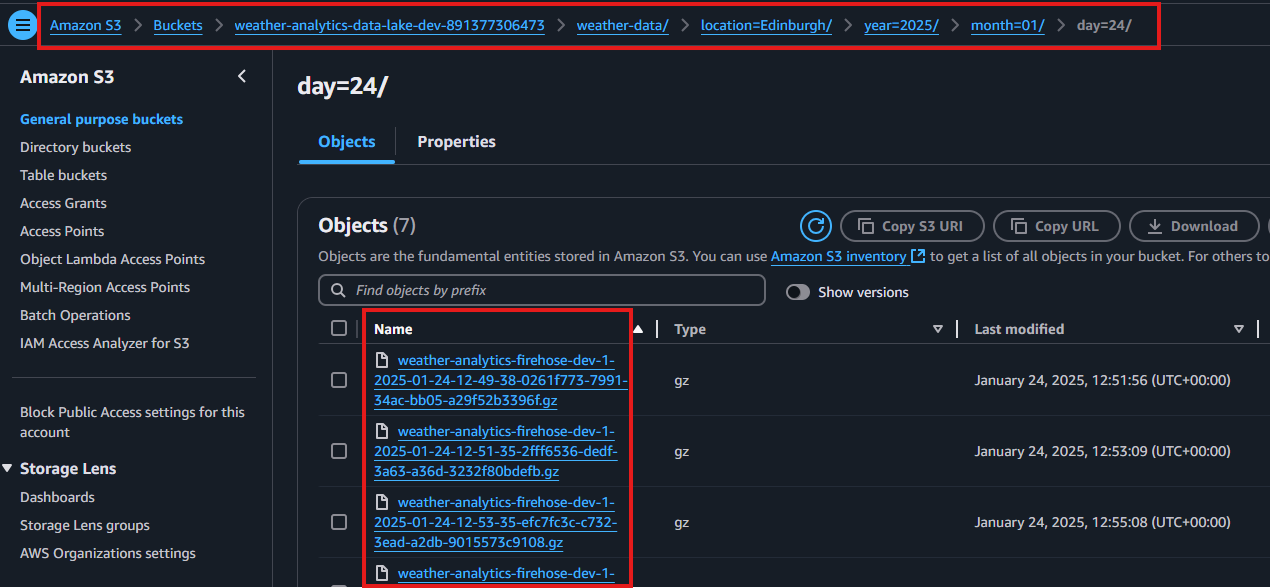 Amazon S3 > Buckets > weather-analytics-data-lake-dev-891377306473 > weather-data/ > location=Edinburgh/ > year=2025/ > month=01/ > day=24/
Amazon S3
General purpose buckets
Directory buckets
Table buckets
Access Grants
Access Points
Object Lambda Access Points
Multi-Region Access Points
Batch Operations
IAM Access Analyzer for S3
Block Public Access settings for this
account
Storage Lens
Dashboards
Storage Lens groups
AWS Organizations settings
day=24/
Objects Properties
Objects (7)
Copy S3 URI Copy URL Download
Objects are the fundamental entities stored in Amazon S3. You can use Amazon S3 inventory to get a list of all objects in your bucket. For others to
Find objects by prefix Show versions
Name Type Last modified
weather-analytics-firehose-dev-1-
2025-01-24-12-49-38-0261f773-7991-
34ac-bb05-a29f52b3396f.gz
gz January 24, 2025, 12:51:56 (UTC+00:00)
weather-analytics-firehose-dev-1-
2025-01-24-12-51-35-2fff6536-dedf-
3a63-a36d-3232f80bdefb.gz
gz January 24, 2025, 12:53:09 (UTC+00:00)
weather-analytics-firehose-dev-1-
2025-01-24-12-53-35-efc7fc3c-c732-
3ead-a2db-9015573c9108.gz
gz January 24, 2025, 12:55:08 (UTC+00:00)
weather-analytics-firehose-dev-1-